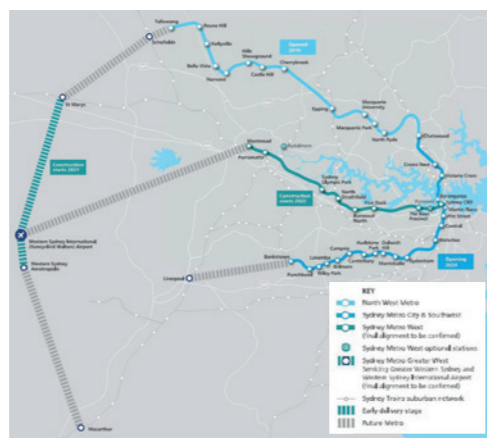 Tallawong
Rouse Hill
Schofields
Kellyville
Opened
2019
Bella Vista
Hills
Showground
Cherrybrook
Norwest
Castle Hill
St Marys
Epping
Macquarie
University
Macquarie Park
North Ryde
Chatswood
Construction
starts 2021
Westmead
Parramatta
Crows Nest
Victoria Cross
Sydney
Olympic Park
North
Strathfield
Barangaroo
Construction
starts 2022
Five Dock
Burwood
North
The Bays
Precinct
Pitt Street
Central
Western Sydney International
(Nancy-Bird Walton) Airport
Waterloo
Western Sydney
Aerotropolis
Bankstown
Lakemba
Campsie
Hurlstone
Park
Dulwich
Hill
Liverpool
Punchbowl
Wiley Park
Belmore
Canterbury
Marrickville
Sydenham
Opening
2024
KEY
North West Metro
Sydney Metro City & Southwest
Sydney Metro West
(final alignment to be confirmed)
Sydney Metro West optional stations
Sydney Metro Greater West
Servicing Greater Western Sydney and
Western Sydney International Airport
(final alignment to be confirmed)
Sydney Trains suburban network
Early delivery stage
Future Metro
Macarthur